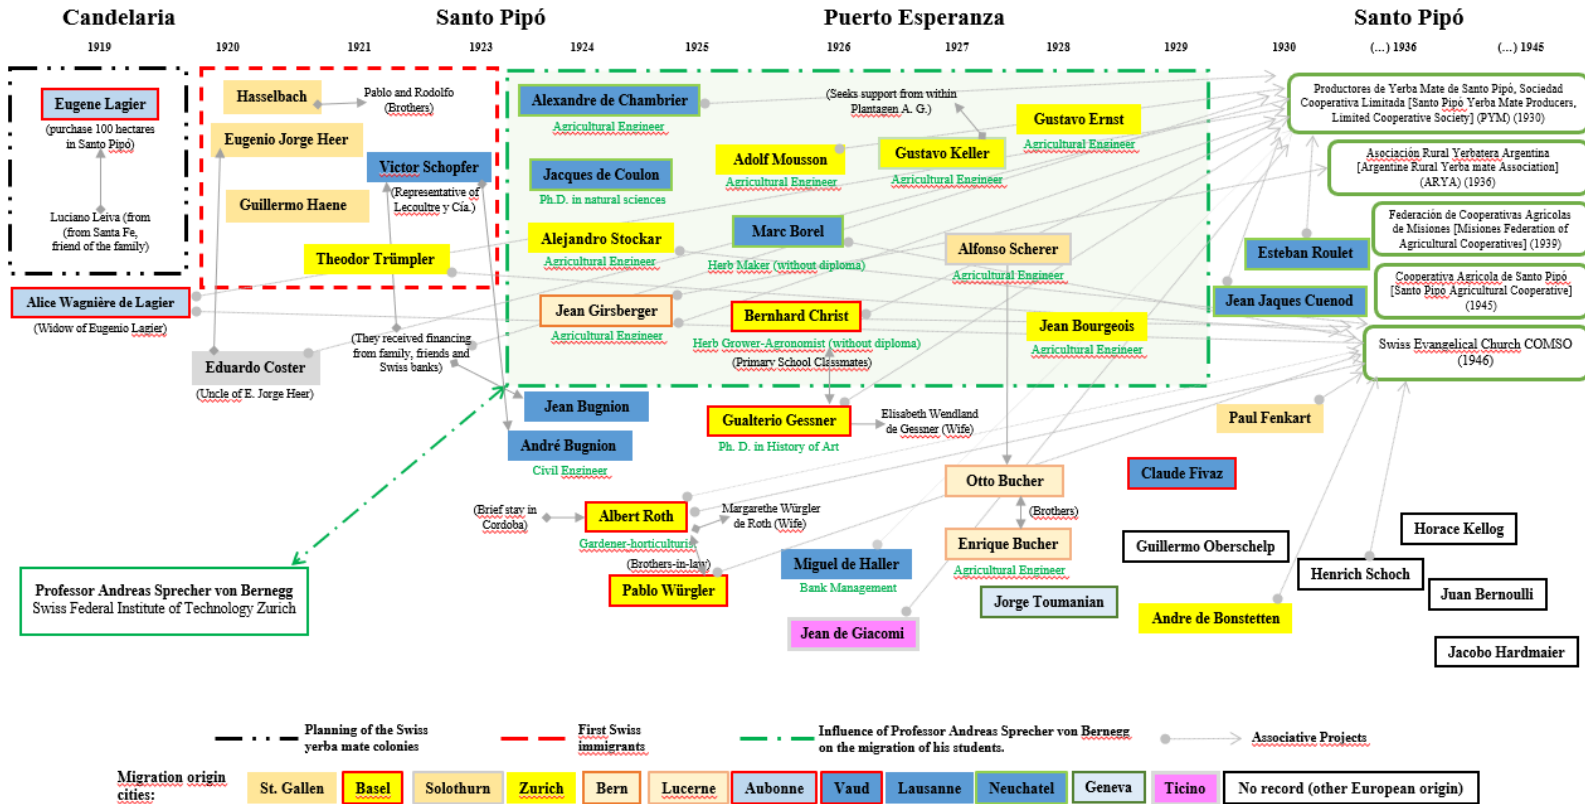 Candelaria
Santo Pipó
Puerto Esperanza
Santo Pipó
1919
1920
1921
1923
1924
1925
1926
1927
1928
1929
1930
(...) 1936
(...) 1945
Eugene Lagier
(purchase 100 hectares
in Santo Pipó)
Luciano Leiva (from
(from Santa Fe,
friend of the family)
Alice Wagnière de Lagier
(Widow of Eugenio Lagier)
Hasselbach
Pablo and Rodolfo
(Brothers)
Eugenio Jorge Heer
Victor Schopfer
(Representative of
Lecoultre y Cía.)
Guillermo Haene
Theodor Trümpler
Eduardo Coster
(Uncle of E. Jorge Heer)
(They received financing
from family, friends and
Swiss banks)
Alexandre de Chambrier
Agricultural Engineer
Jacques de Coulon
Ph.D. in natural sciences
Alejandro Stockar
Agricultural Engineer
Jean Girsberger
Agricultural Engineer
Jean Bugnion
André Bugnion
Civil Engineer
(Seeks support from within
Plantagen A. G.)
Adolf Mousson
Agricultural Engineer
Gustavo Keller
Agricultural Engineer
Gustavo Ernst
Agricultural Engineer
Marc Borel
Herb Maker (without diploma)
Alfonso Scherer
Agricultural Engineer
Bernhard Christ
Herb Grower-Agronomist (without diploma)
(Primary School Classmates)
Jean Bourgeois
Agricultural Engineer
Gualterio Gessner
Ph. D. in History of Art
Elisabeth Wendland
de Gessner (Wife)
(Brief stay in
Cordoba)
Albert Roth
Gardener-horticulturist
Margarethe Würgler
de Roth (Wife)
(Brothers-in-law)
Pablo Würgler
Otto Bucher
(Brothers)
Enrique Bucher
Agricultural Engineer
Miguel de Haller
Bank Management
Jean de Giacomi
Jorge Toumanian
Claude Fivaz
Guillermo Oberschelp
Andre de Bonstetten
Esteban Roulet
Jean Jaques Cuenod
Paul Fenkart
Henrich Schoch
Horace Kellog
Juan Bernoulli
Jacobo Hardmaier
Productores de Yerba Mate de Santo Pipó, Sociedad
Cooperativa Limitada [Santo Pipó Yerba Mate Producers,
Limited Cooperative Society] (PYM) (1930)
Asociación Rural Yerbatera Argentina
[Argentine Rural Yerba mate Association]
(ARYA) (1936)
Federación de Cooperativas Agricolas
de Misiones [Misiones Federation of
Agricultural Cooperatives] (1939)
Cooperativa Agricola de Santo Pipó
[Santo Pipó Agricultural Cooperative]
(1945)
Swiss Evangelical Church COMSO
(1946)
Professor Andreas Sprecher von Bernegg
Swiss Federal Institute of Technology Zurich
Planning of the Swiss
yerba mate colonies
First Swiss
immigrants
Influence of Professor Andreas Sprecher von Bernegg
on the migration of his students.
Associative Projects
Migration origin
cities:
St. Gallen
Basel
Solothurn
Zurich
Bern
Lucerne
Aubonne
Vaud
Lausanne
Neuchatel
Geneva
Ticino
No record (other European origin)